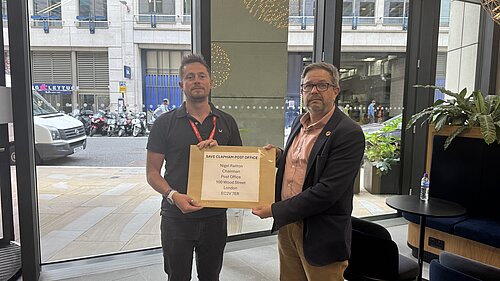 SAVE CLAPHAM POST OFFICE
Nigel Railton
Chairman
Post Office
100 Wood Street
London
EC2V 7ER